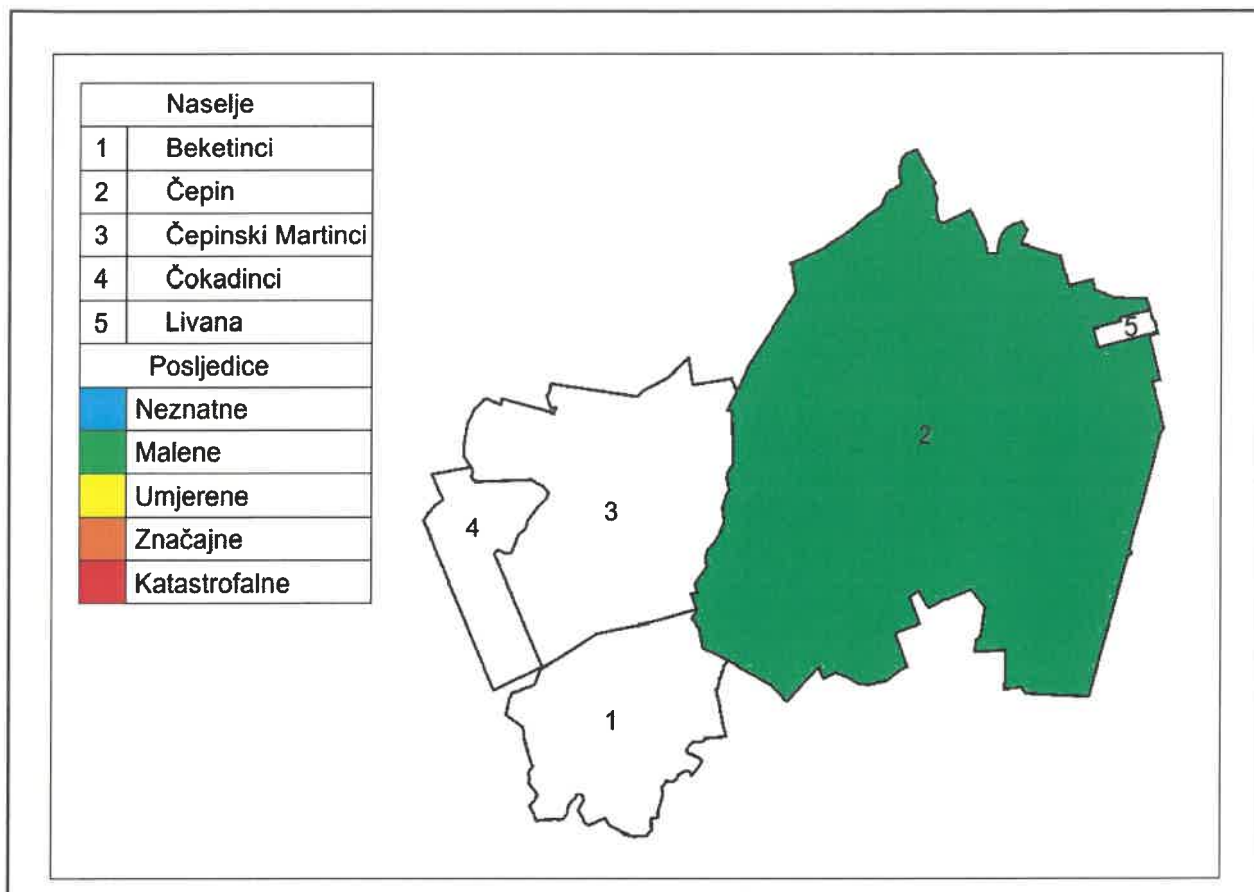 Naselje
1 Beketinci
2 Čepin
3 Čepinski Martinci
4 Čokadinci
5 Livana
Posljedice
Neznatne
Malene
Umjerene
Značajne
Katastrofalne
5
2
3
4
1